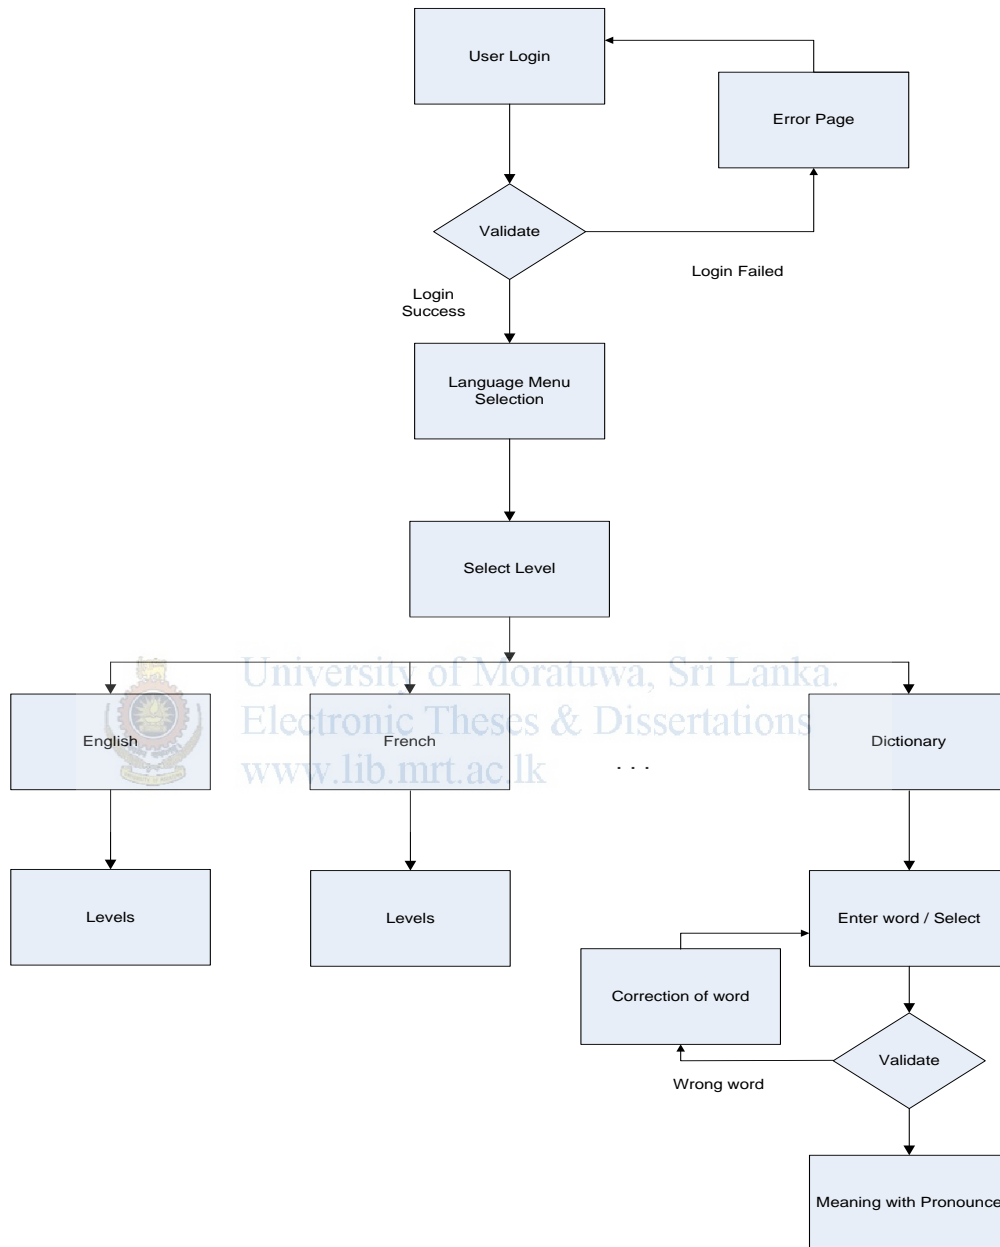 User Login
Error Page
Validate
Login Failed
Login
Success
Language Menu
Selection
Select Level
University of Moratuwa, Sri Lanka.
Electronic Theses & Dissertations
www.lib.mrt.ac.lk
English
French
. . .
Dictionary
Levels
Levels
Enter word / Select
Correction of word
Validate
Wrong word
Meaning with Pronounce